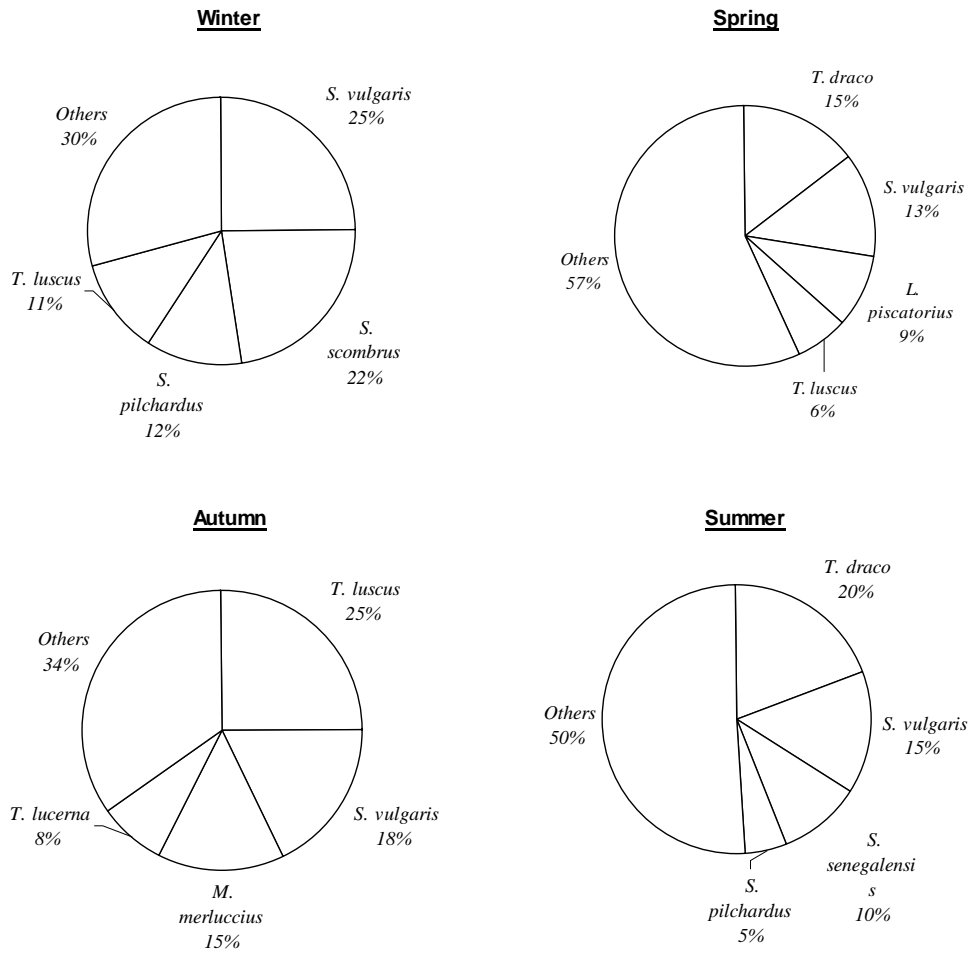 Winter
S. vulgaris
25%
S.
scombrus
22%
S.
pilchardus
12%
T. luscus
11%
Others
30%
Spring
T. draco
15%
S. vulgaris
13%
L.
piscatorius
9%
T. luscus
6%
Others
57%
Autumn
T. luscus
25%
S. vulgaris
18%
M.
merluccius
15%
T. lucerna
8%
Others
34%
Summer
T. draco
20%
S. vulgaris
15%
S.
senegalensi
s
10%
S.
pilchardus
5%
Others
50%